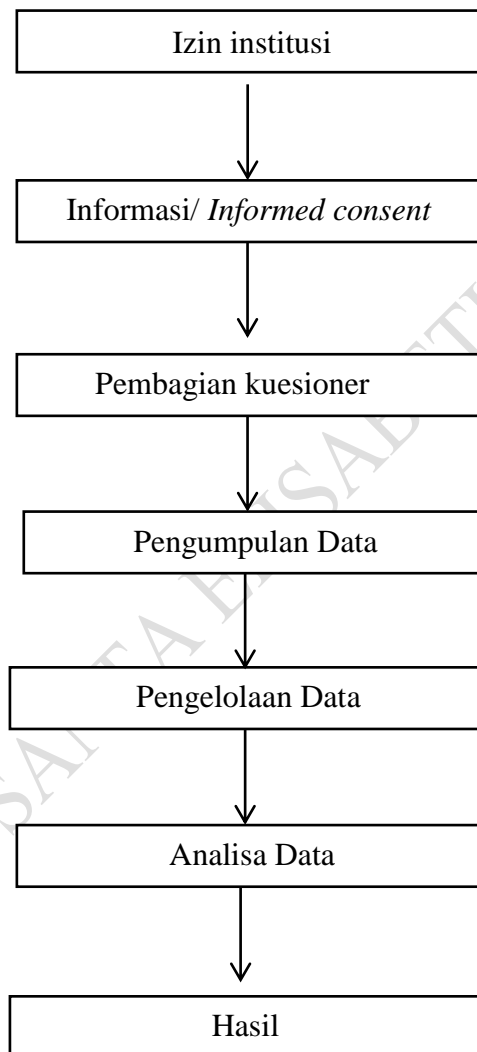 Izin institusi
Informasi/ Informed consent
Pembagian kuesioner
Pengumpulan Data
Pengelolaan Data
Analisa Data
Hasil